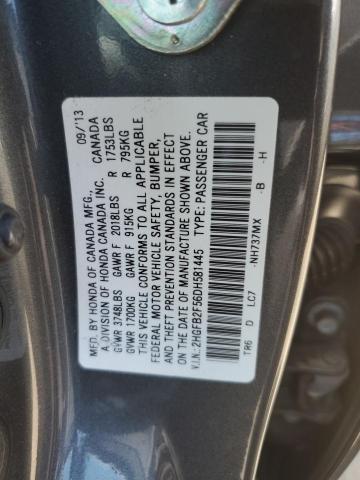 MFD. BY HONDA OF CANADA MFG., 09/'13
A DIVISION OF HONDA CANADA INC. CANADA
GVWR 3748LBS GAWR F 2018LBS R 1753LBS
GVWR 1700KG GAWR F 915KG R 795KG
THIS VEHICLE CONFORMS TO ALL APPLICABLE
FEDERAL MOTOR VEHICLE SAFETY, BUMPER,
AND THEFT PREVENTION STANDARDS IN EFFECT
ON THE DATE OF MANUFACTURE SHOWN ABOVE.
V.I.N.:2HGFB2F56DH581445 TYPE: PASSENGER CAR
TR6 D LC7 -NH737MX -B -H